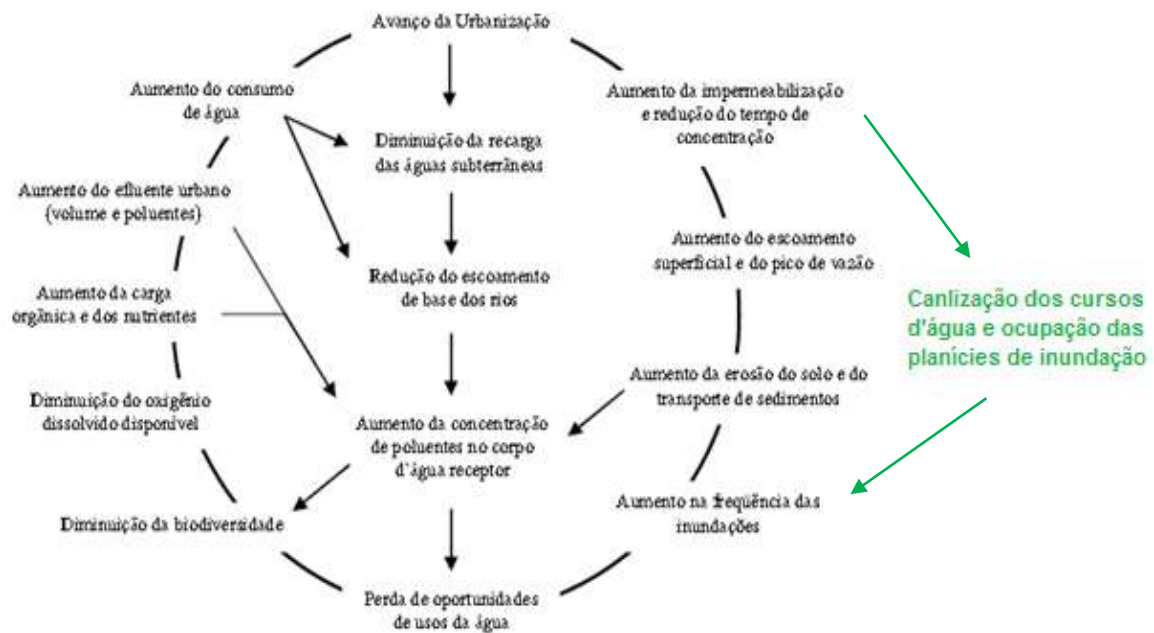 Avanço da Urbanização
Aumento do consumo
de água
Aumento da impermeabilização
e redução do tempo de
concentração
Diminuição da recarga
das águas subterrâneas
Aumento do efluente urbano
(volume e poluentes)
Aumento do escoamento
superficial e do pico de vazão
Redução do escoamento
de base dos rios
Aumento da carga
orgânica e dos nutrientes
Canlização dos cursos
d'água e ocupação das
planícies de inundação
Aumento da erosão do solo e do
transporte de sedimentos
Diminuição do oxigênio
dissolvido disponível
Aumento da concentração
de poluentes no corpo
d'água receptor
Aumento na freqüência das
inundações
Diminuição da biodiversidade
Perda de oportunidades
de usos da água